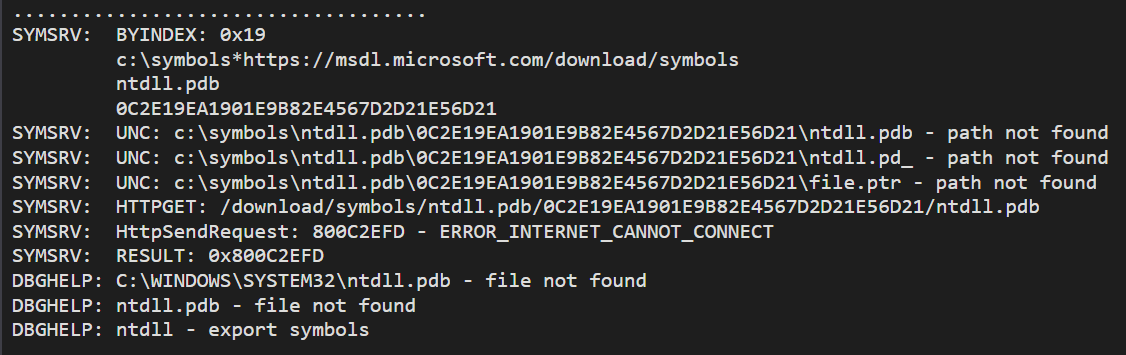 ....................................
SYMSRV:  BYINDEX: 0x19
         c:\symbols*https://msdl.microsoft.com/download/symbols
         ntdll.pdb
         0C2E19EA1901E9B82E4567D2D21E56D21
SYMSRV:  UNC: c:\symbols\ntdll.pdb\0C2E19EA1901E9B82E4567D2D21E56D21\ntdll.pdb - path not found
SYMSRV:  UNC: c:\symbols\ntdll.pdb\0C2E19EA1901E9B82E4567D2D21E56D21\ntdll.pd_ - path not found
SYMSRV:  UNC: c:\symbols\ntdll.pdb\0C2E19EA1901E9B82E4567D2D21E56D21\file.ptr - path not found
SYMSRV:  HTTPGET: /download/symbols/ntdll.pdb/0C2E19EA1901E9B82E4567D2D21E56D21/ntdll.pdb
SYMSRV:  HttpSendRequest: 800C2EFD - ERROR_INTERNET_CANNOT_CONNECT
SYMSRV:  RESULT: 0x800C2EFD
DBGHELP: C:\WINDOWS\SYSTEM32\ntdll.pdb - file not found
DBGHELP: ntdll.pdb - file not found
DBGHELP: ntdll - export symbols